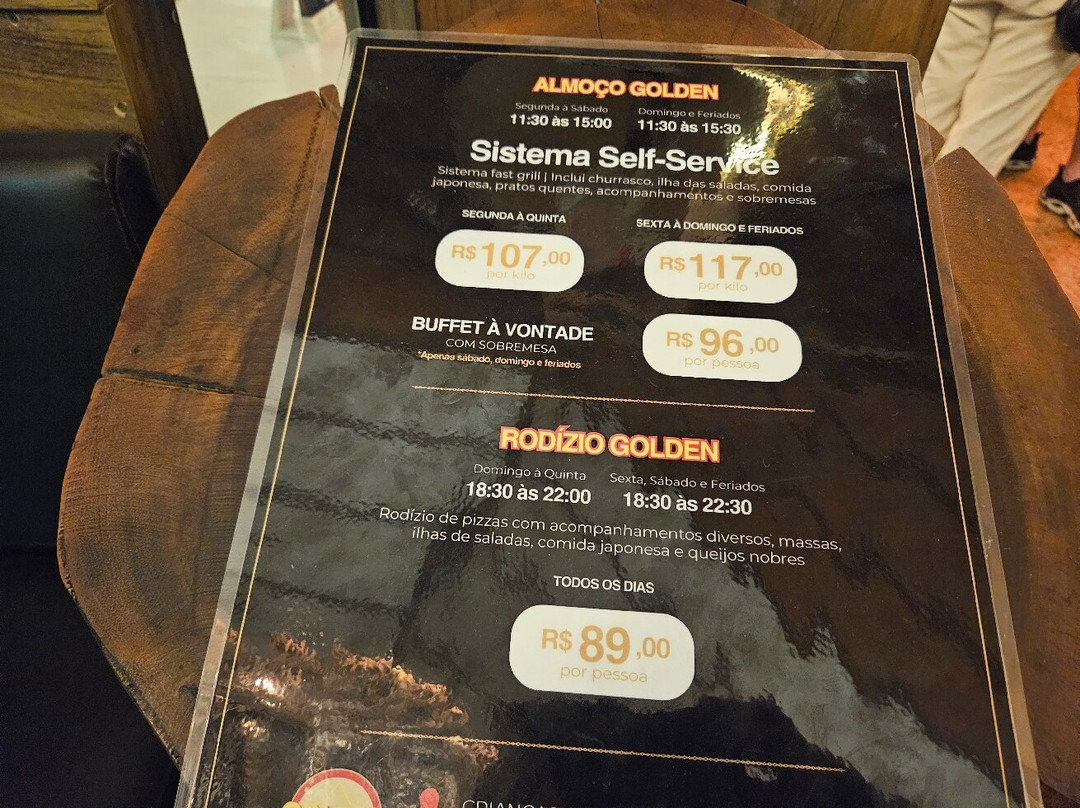 ALMOÇO GOLDEN
Segunda à Sábado
11:30 às 15:00
Domingo e Feriados
11:30 às 15:30
Sistema Self-Service
Sistema fast grill | Inclui churrasco, ilha das saladas, comida
japonesa, pratos quentes, acompanhamentos e sobremesas
SEGUNDA À QUINTA
R$ 107,00
por kilo
SEXTA À DOMINGO E FERIADOS
R$ 117,00
por kilo
BUFFET À VONTADE
COM SOBREMESA
*Apenas sábado, domingo e feriados
R$ 96,00
por pessoa
RODÍZIO GOLDEN
Domingo à Quinta
18:30 às 22:00
Sexta, Sábado e Feriados
18:30 às 22:30
Rodízio de pizzas com acompanhamentos diversos, massas,
ilhas de saladas, comida japonesa e queijos nobres
TODOS OS DIAS
R$ 89,00
por pessoa